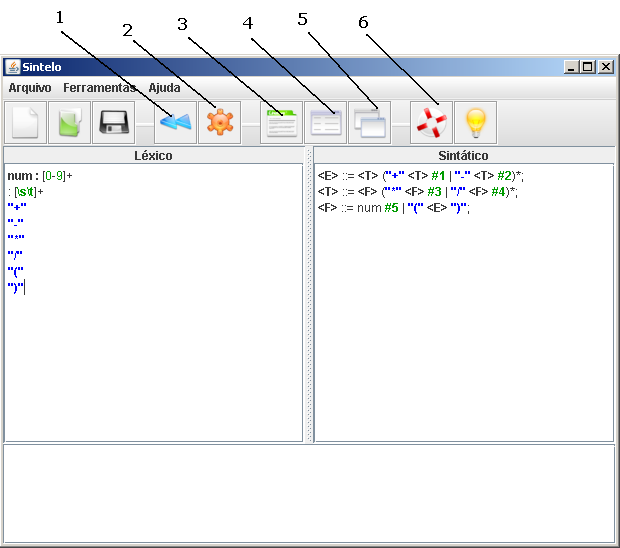 1 2 3 4 5 6
Sintelo
Arquivo Ferramentas Ajuda
Léxico
num : [0-9]+
: [\s\t]+
"+"
"-"
"*"
"/"
"("
")"
Sintático
<E> ::= <T> ("+" <T> #1 | "-" <T> #2)*;
<T> ::= <F> ("*" <F> #3 | "/" <F> #4)*;
<F> ::= num #5 | "(" <E> ")";